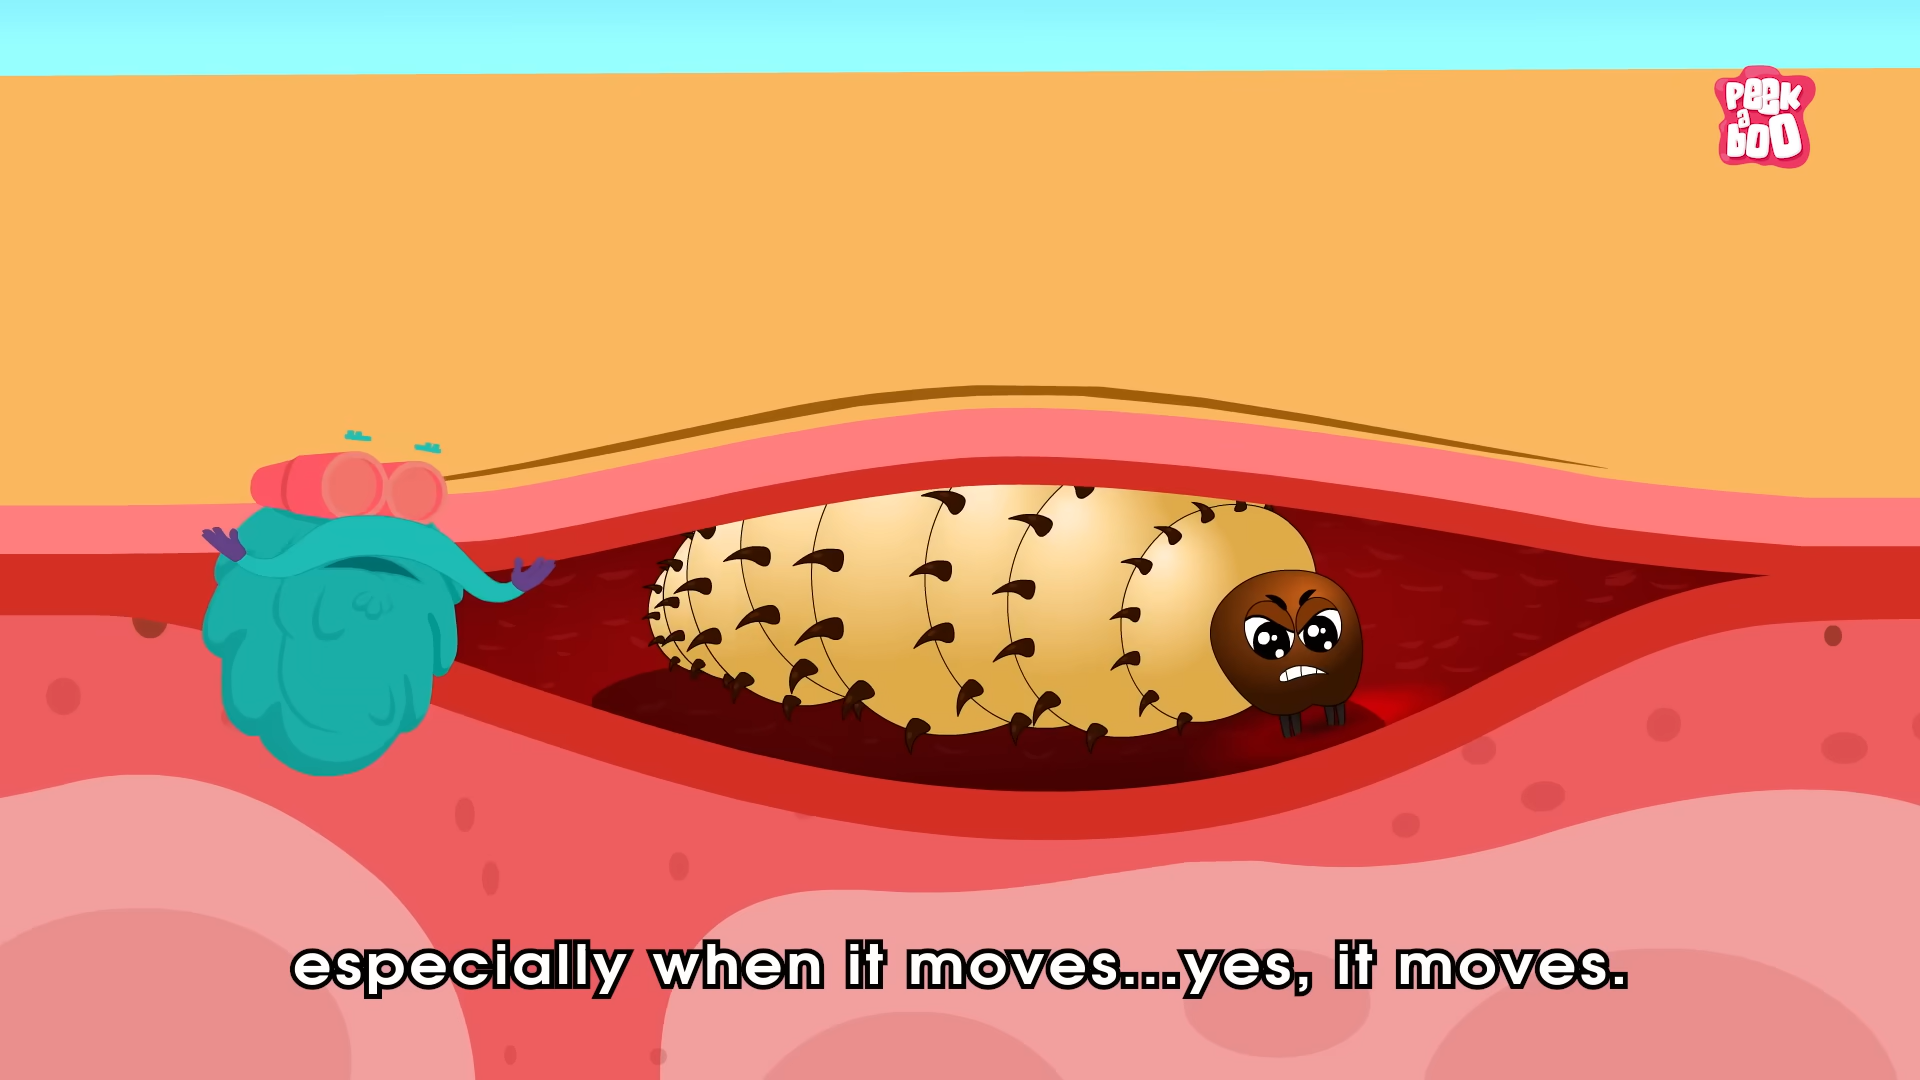 Peek
a
boo
especially when it moves...yes, it moves.